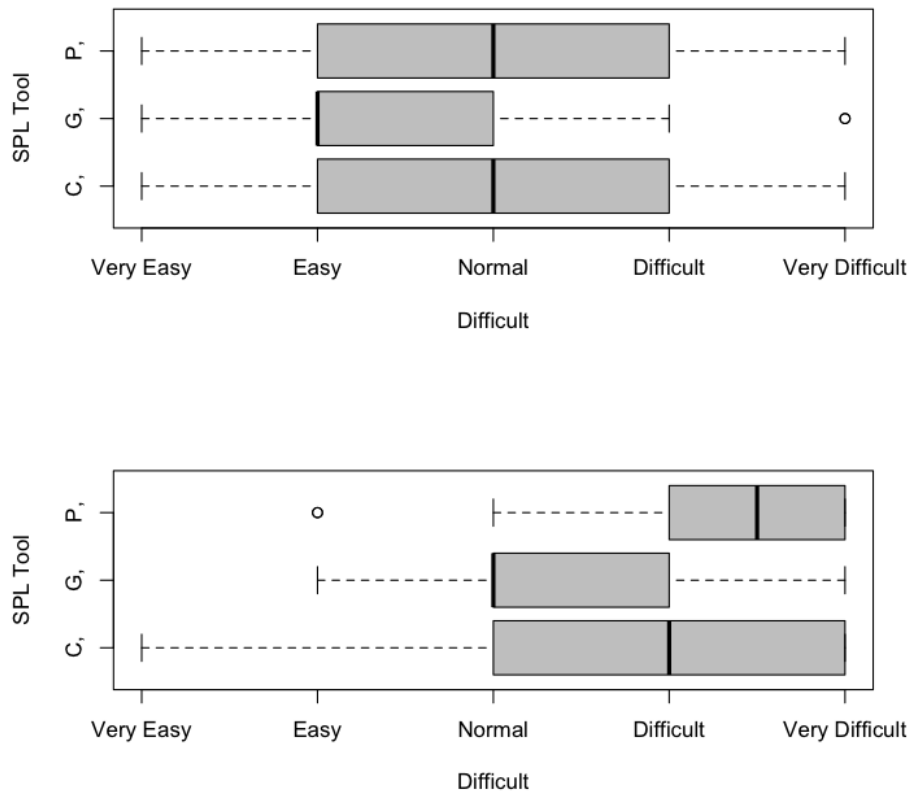 SPL Tool
P,
G,
C,
Very Easy Easy Normal Difficult Very Difficult
Difficult
SPL Tool
P,
G,
C,
Very Easy Easy Normal Difficult Very Difficult
Difficult